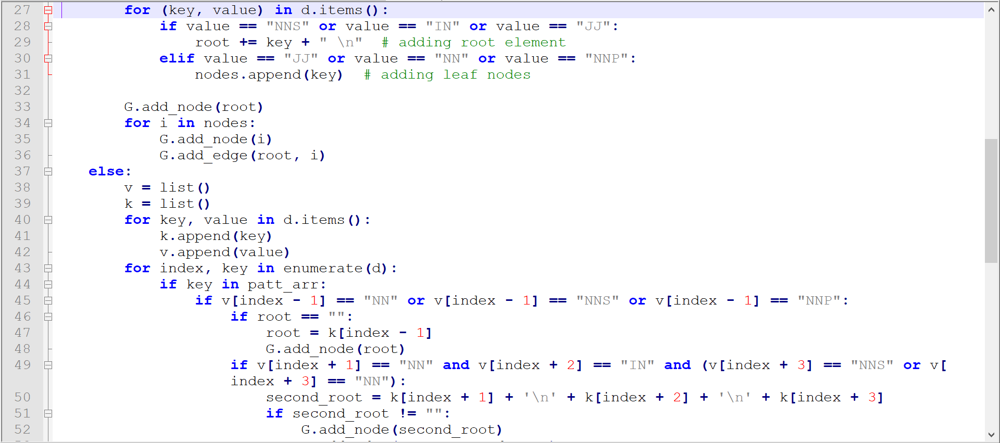 27 for (key, value) in d.items():
28 if value == "NNS" or value == "IN" or value == "JJ":
29 root += key + " \n"  # adding root element
30 elif value == "JJ" or value == "NN" or value == "NNP":
31 nodes.append(key)  # adding leaf nodes
32
33 G.add_node(root)
34 for i in nodes:
35 G.add_node(i)
36 G.add_edge(root, i)
37 else:
38 v = list()
39 k = list()
40 for key, value in d.items():
41 k.append(key)
42 v.append(value)
43 for index, key in enumerate(d):
44 if key in patt_arr:
45 if v[index - 1] == "NN" or v[index - 1] == "NNS" or v[index - 1] == "NNP":
46 if root == "":
47 root = k[index - 1]
48 G.add_node(root)
49 if v[index + 1] == "NN" and v[index + 2] == "IN" and (v[index + 3] == "NNS" or v[
index + 3] == "NN"):
50 second_root = k[index + 1] + '\n' + k[index + 2] + '\n' + k[index + 3]
51 if second_root != "":
52 G.add_node(second_root)